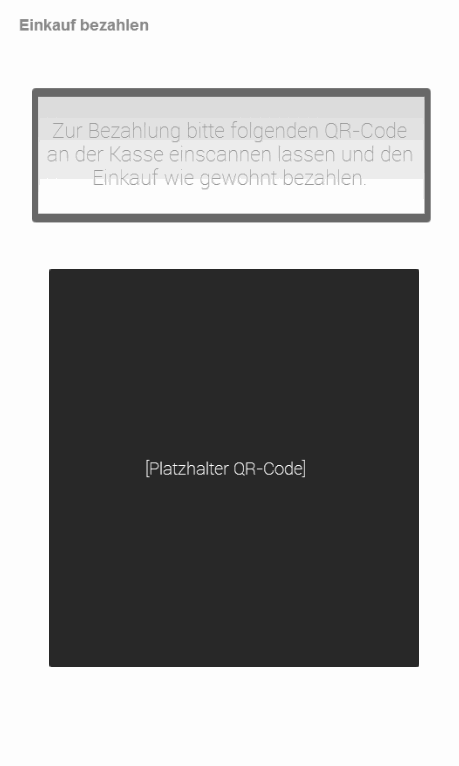 Einkauf bezahlen
Zur Bezahlung bitte folgenden QR-Code
an der Kasse einscannen lassen und den
Einkauf wie gewohnt bezahlen.
[Platzhalter QR-Code]